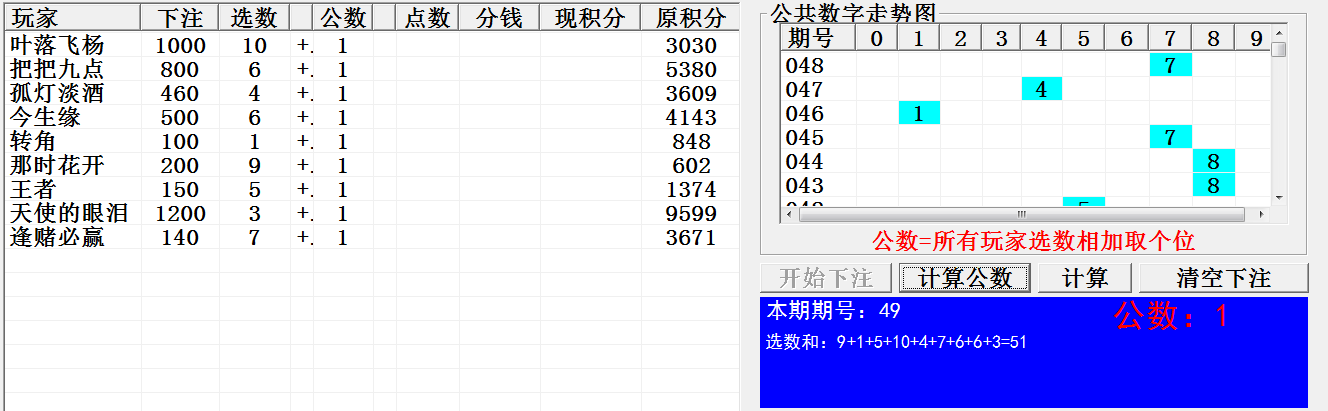 玩家 下注 选数 公数 点数 分钱 现积分 原积分
叶落飞杨 1000 10 +. 1 3030
把把九点 800 6 +. 1 5380
孤灯淡酒 460 4 +. 1 3609
今生缘 500 6 +. 1 4143
转角 100 1 +. 1 848
那时花开 200 9 +. 1 602
王者 150 5 +. 1 1374
天使的眼泪 1200 3 +. 1 9599
逢赌必赢 140 7 +. 1 3671
公共数字走势图
期号 0 1 2 3 4 5 6 7 8 9
048 7
047 4
046 1
045 7
044 8
043 8
公数=所有玩家选数相加取个位
开始下注 计算公数 计算 清空下注
本期期号：49 公数：1
选数和：9+1+5+10+4+7+6+6+3=51